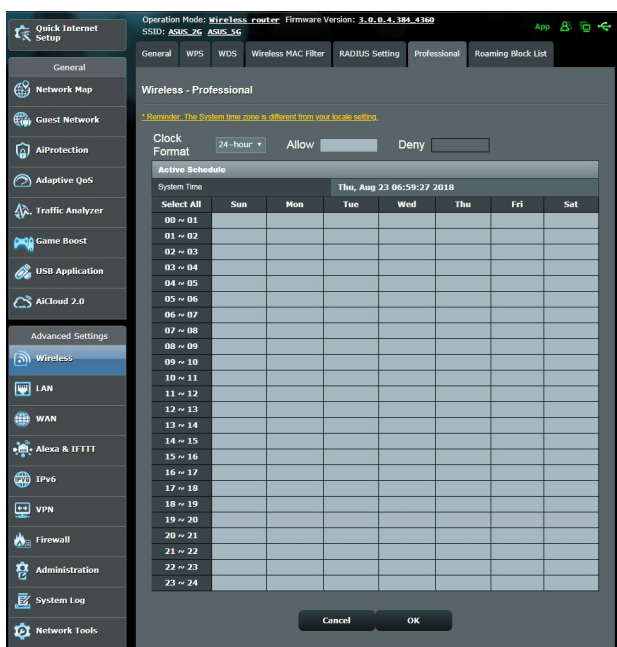 Operation Mode: Wireless router Firmware Version: 3.0.0.4.384_4360
SSID: ASUS_2G ASUS_5G
App
Quick Internet
Setup
General
Network Map
Guest Network
AiProtection
Adaptive QoS
Traffic Analyzer
Game Boost
USB Application
AiCloud 2.0
Advanced Settings
Wireless
LAN
WAN
Alexa & IFTTT
IPv6
VPN
Firewall
Administration
System Log
Network Tools
General WPS WDS Wireless MAC Filter RADIUS Setting Professional Roaming Block List
Wireless - Professional
* Reminder: The System time zone is different from your locale setting.
Clock
Format
24-hour Allow Deny
Active Schedule
System Time Thu, Aug 23 06:59:27 2018
Select All Sun Mon Tue Wed Thu Fri Sat
00 ~ 01
01 ~ 02
02 ~ 03
03 ~ 04
04 ~ 05
05 ~ 06
06 ~ 07
07 ~ 08
08 ~ 09
09 ~ 10
10 ~ 11
11 ~ 12
12 ~ 13
13 ~ 14
14 ~ 15
15 ~ 16
16 ~ 17
17 ~ 18
18 ~ 19
19 ~ 20
20 ~ 21
21 ~ 22
22 ~ 23
23 ~ 24
Cancel OK